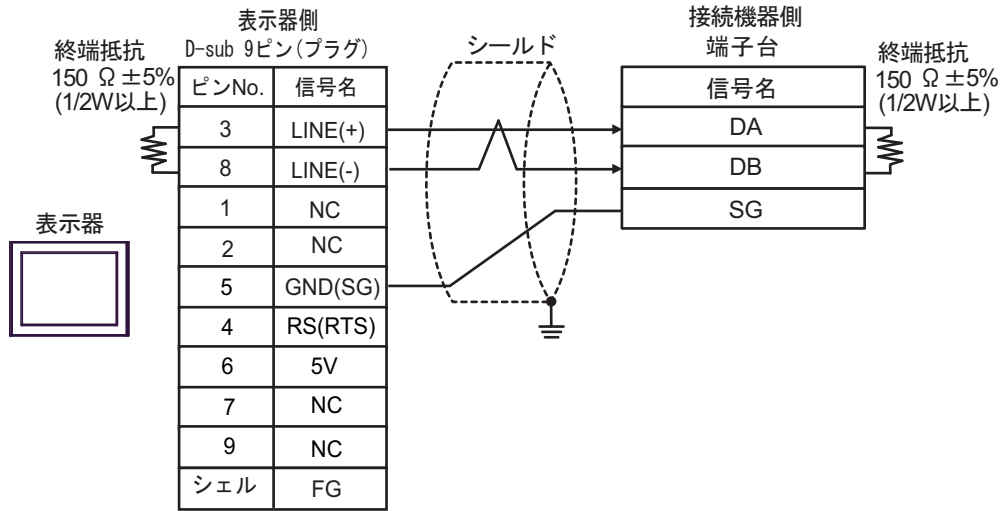 表示器側
D-sub 9ピン(プラグ)
終端抵抗
150 Ω ±5%
(1/2W以上)
ピンNo. 信号名
3 LINE(+)
8 LINE(-)
1 NC
2 NC
5 GND(SG)
4 RS(RTS)
6 5V
7 NC
9 NC
シェル FG
表示器
シールド
接続機器側
端子台
信号名
DA
DB
SG
終端抵抗
150 Ω ±5%
(1/2W以上)